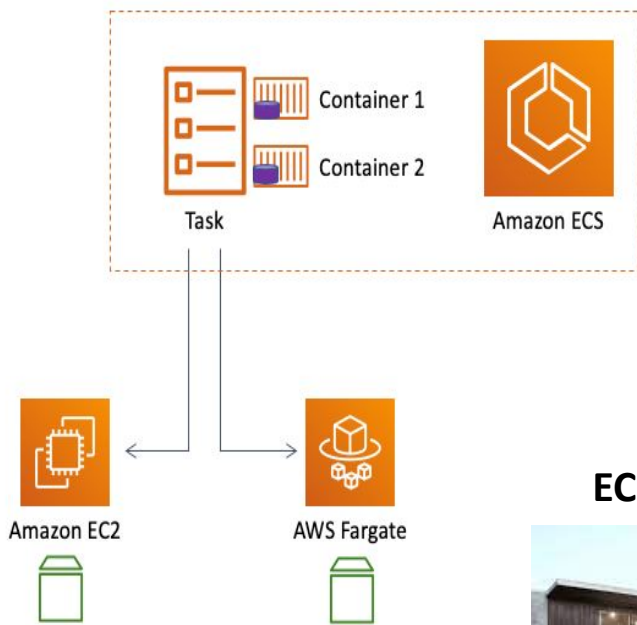 Container 1
Container 2
Task
Amazon ECS
Amazon EC2
AWS Fargate
EC